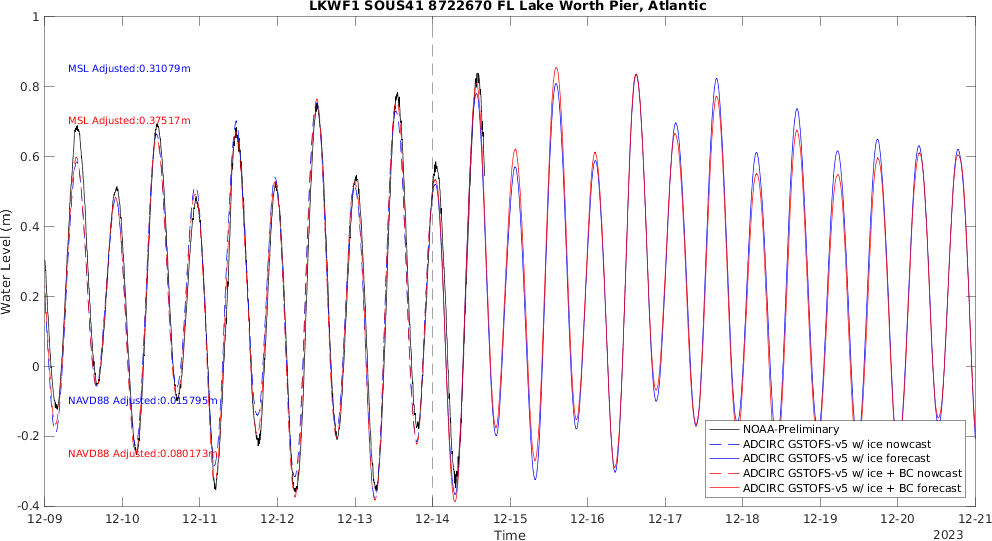 LKWF1 SOUS41 8722670 FL Lake Worth Pier, Atlantic
1
0.8
0.6
0.4
0.2
0
-0.2
-0.4
Water Level (m)
MSL Adjusted:0.31079m
MSL Adjusted:0.37517m
NAVD88 Adjusted:0.015795m
NAVD88 Adjusted:0.080173m
NOAA-Preliminary
ADCIRC GSTOFS-v5 w/ ice nowcast
ADCIRC GSTOFS-v5 w/ ice forecast
ADCIRC GSTOFS-v5 w/ ice + BC nowcast
ADCIRC GSTOFS-v5 w/ ice + BC forecast
12-09 12-10 12-11 12-12 12-13 12-14 12-15 12-16 12-17 12-18 12-19 12-20 12-21
Time
2023